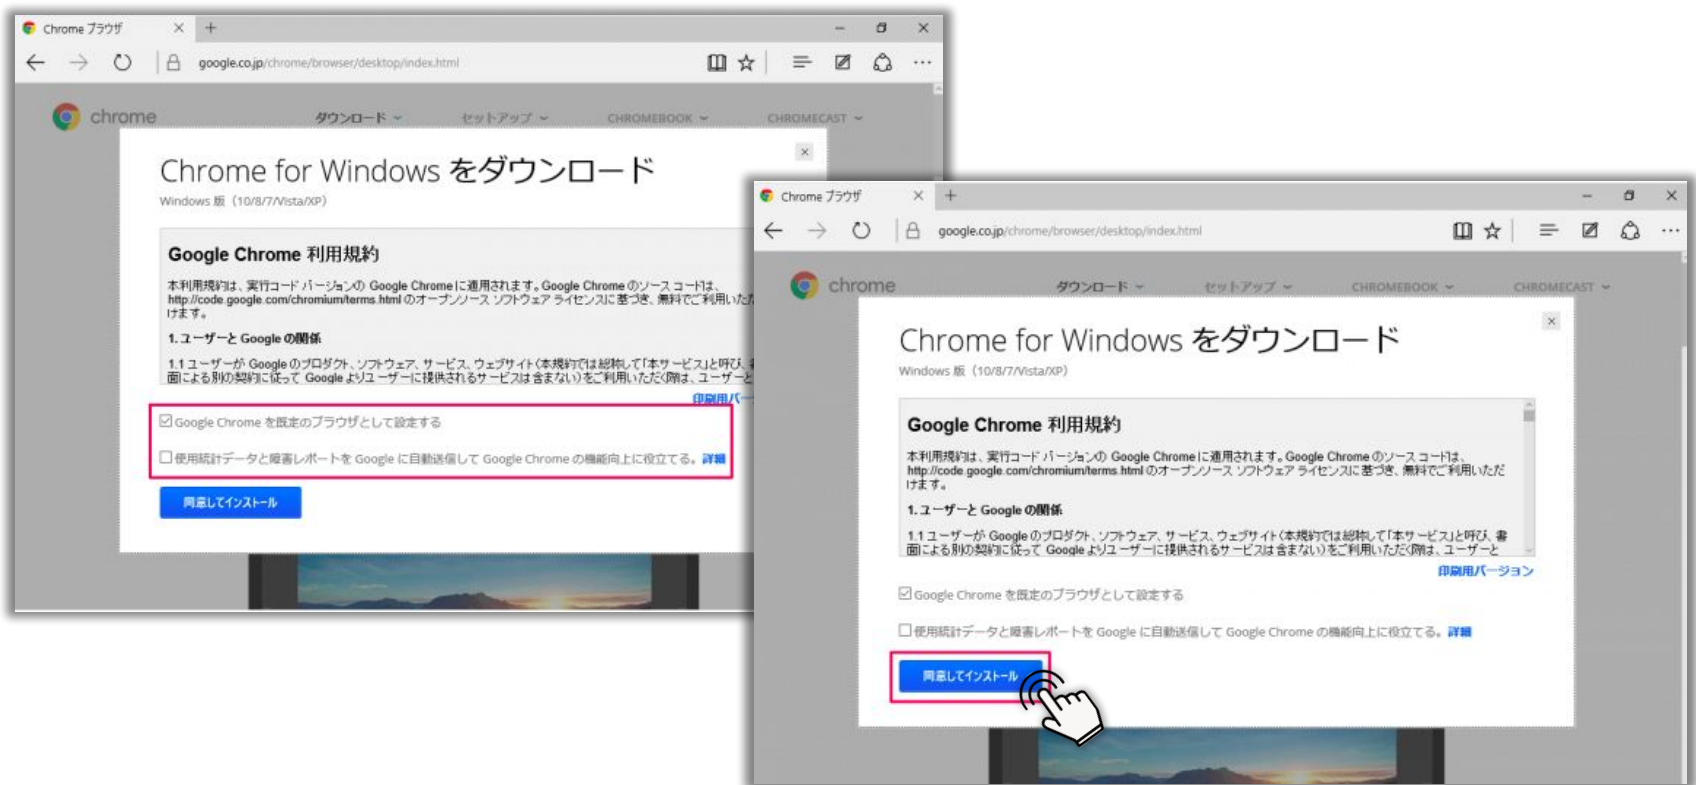 Chrome ブラウザ
google.co.jp/chrome/browser/desktop/index.html
chrome
ダウンロード
セットアップ
CHROMEBOOK
CHROMECAST
Chrome for Windows をダウンロード
Windows 版（10/8/7/Vista/XP）
Google Chrome 利用規約
本利用規約は、実行コード バージョンの Google Chrome に適用されます。Google Chrome のソース コードは、
http://code.google.com/chromium/terms.html のオープンソース ソフトウェア ライセンスに基づき、無料でご利用いただ
けます。
1. ユーザーと Google の関係
1.1 ユーザーが Google のプロダクト、ソフトウェア、サービス、ウェブサイト（本規約では総称して「本サービス」と呼び、
面による別の契約に従って Google よりユーザーに提供されるサービスは含まない）をご利用いただく際は、ユーザーと
印刷用バー
Google Chrome を既定のブラウザとして設定する
使用統計データと障害レポートを Google に自動送信して Google Chrome の機能向上に役立てる。詳細
同意してインストール
Chrome ブラウザ
google.co.jp/chrome/browser/desktop/index.html
chrome
ダウンロード
セットアップ
CHROMEBOOK
CHROMECAST
Chrome for Windows をダウンロード
Windows 版（10/8/7/Vista/XP）
Google Chrome 利用規約
本利用規約は、実行コード バージョンの Google Chrome に適用されます。Google Chrome のソース コードは、
http://code.google.com/chromium/terms.html のオープンソース ソフトウェア ライセンスに基づき、無料でご利用いただ
けます。
1. ユーザーと Google の関係
1.1 ユーザーが Google のプロダクト、ソフトウェア、サービス、ウェブサイト（本規約では総称して「本サービス」と呼び、書
面による別の契約に従って Google よりユーザーに提供されるサービスは含まない）をご利用いただく際は、ユーザーと
印刷用バージョン
Google Chrome を既定のブラウザとして設定する
使用統計データと障害レポートを Google に自動送信して Google Chrome の機能向上に役立てる。詳細
同意してインストール